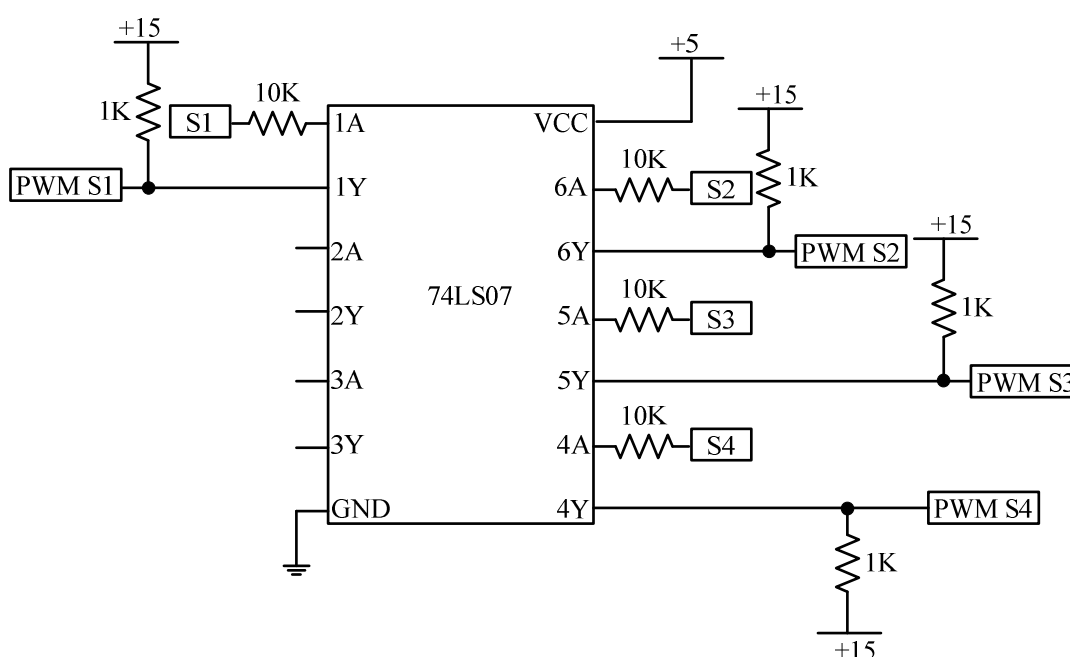 +15
+5
1K
S1
10K
1A
VCC
+15
PWM S1
1Y
6A
10K
S2
1K
2A
6Y
PWM S2
+15
74LS07
2Y
5A
10K
S3
1K
3A
5Y
PWM S3
3Y
4A
10K
S4
GND
4Y
PWM S4
1K
+15